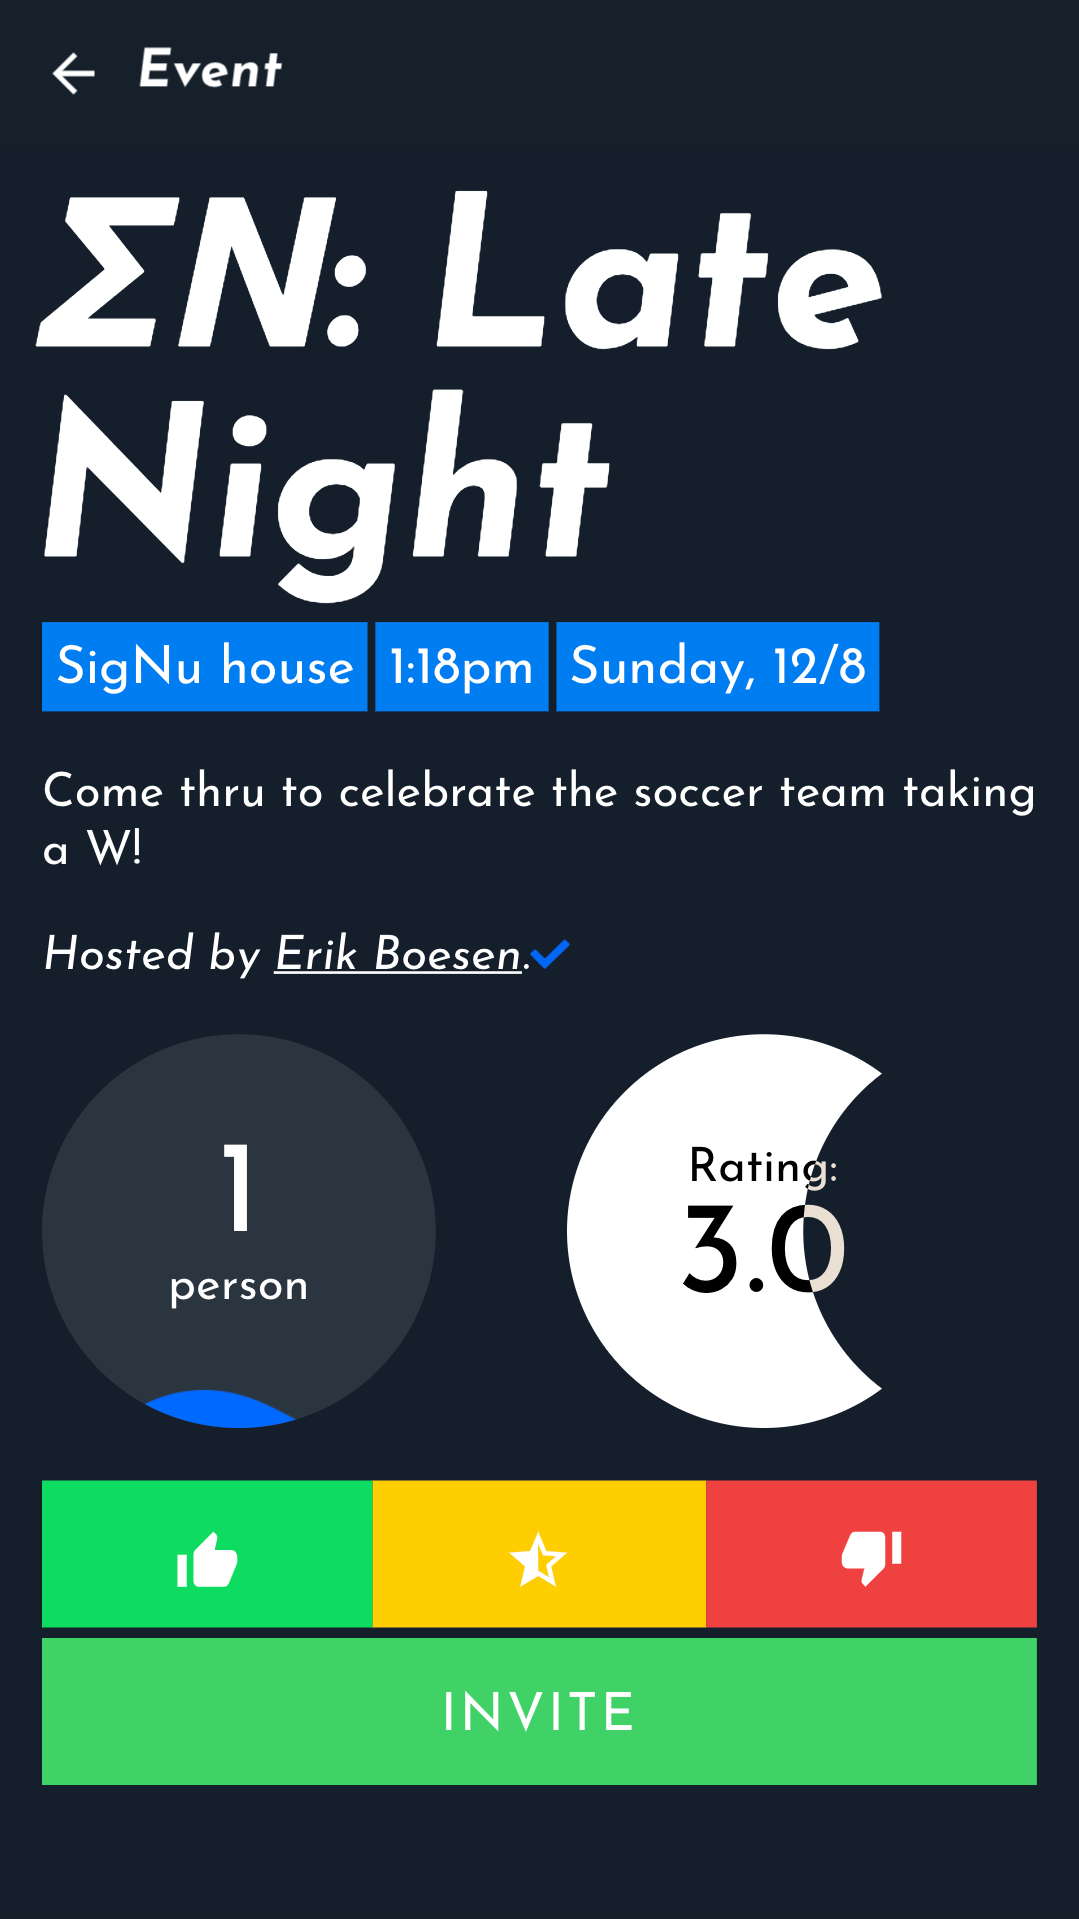 Event
ΣN: Late
Night
SigNu house 1:18pm Sunday, 12/8
Come thru to celebrate the soccer team taking
a W!
Hosted by Erik Boesen.
1
person
Rating:
3.0
INVITE